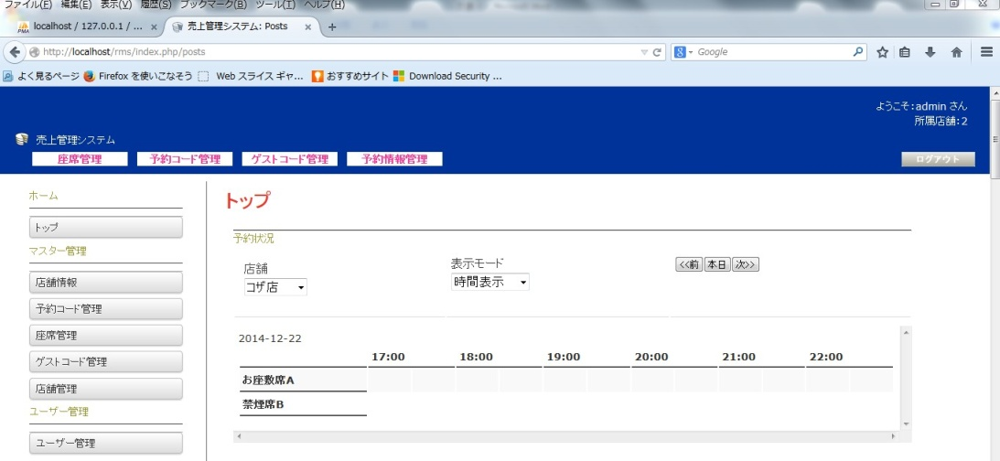 ファイル(F) 編集(E) 表示(V) 履歴(S) ブックマーク(B) ツール(T) ヘルプ(H)
localhost / 127.0.0.1 / ... × 売上管理システム: Posts × +
http://localhost/rms/index.php/posts
Google
よく見るページ Firefox を使いこなそう Web スライス ギャ... おすすめサイト Download Security ...
ようこそ:admin さん
所属店舗:2
売上管理システム
座席管理 予約コード管理 ゲストコード管理 予約情報管理
ログアウト
ホーム
トップ
マスター管理
店舗情報
予約コード管理
座席管理
ゲストコード管理
店舗管理
ユーザー管理
ユーザー管理
トップ
予約状況
店舗
コザ店
表示モード
時間表示
<<前 本日 次>>
2014-12-22
17:00 18:00 19:00 20:00 21:00 22:00
お座敷席A
禁煙席B